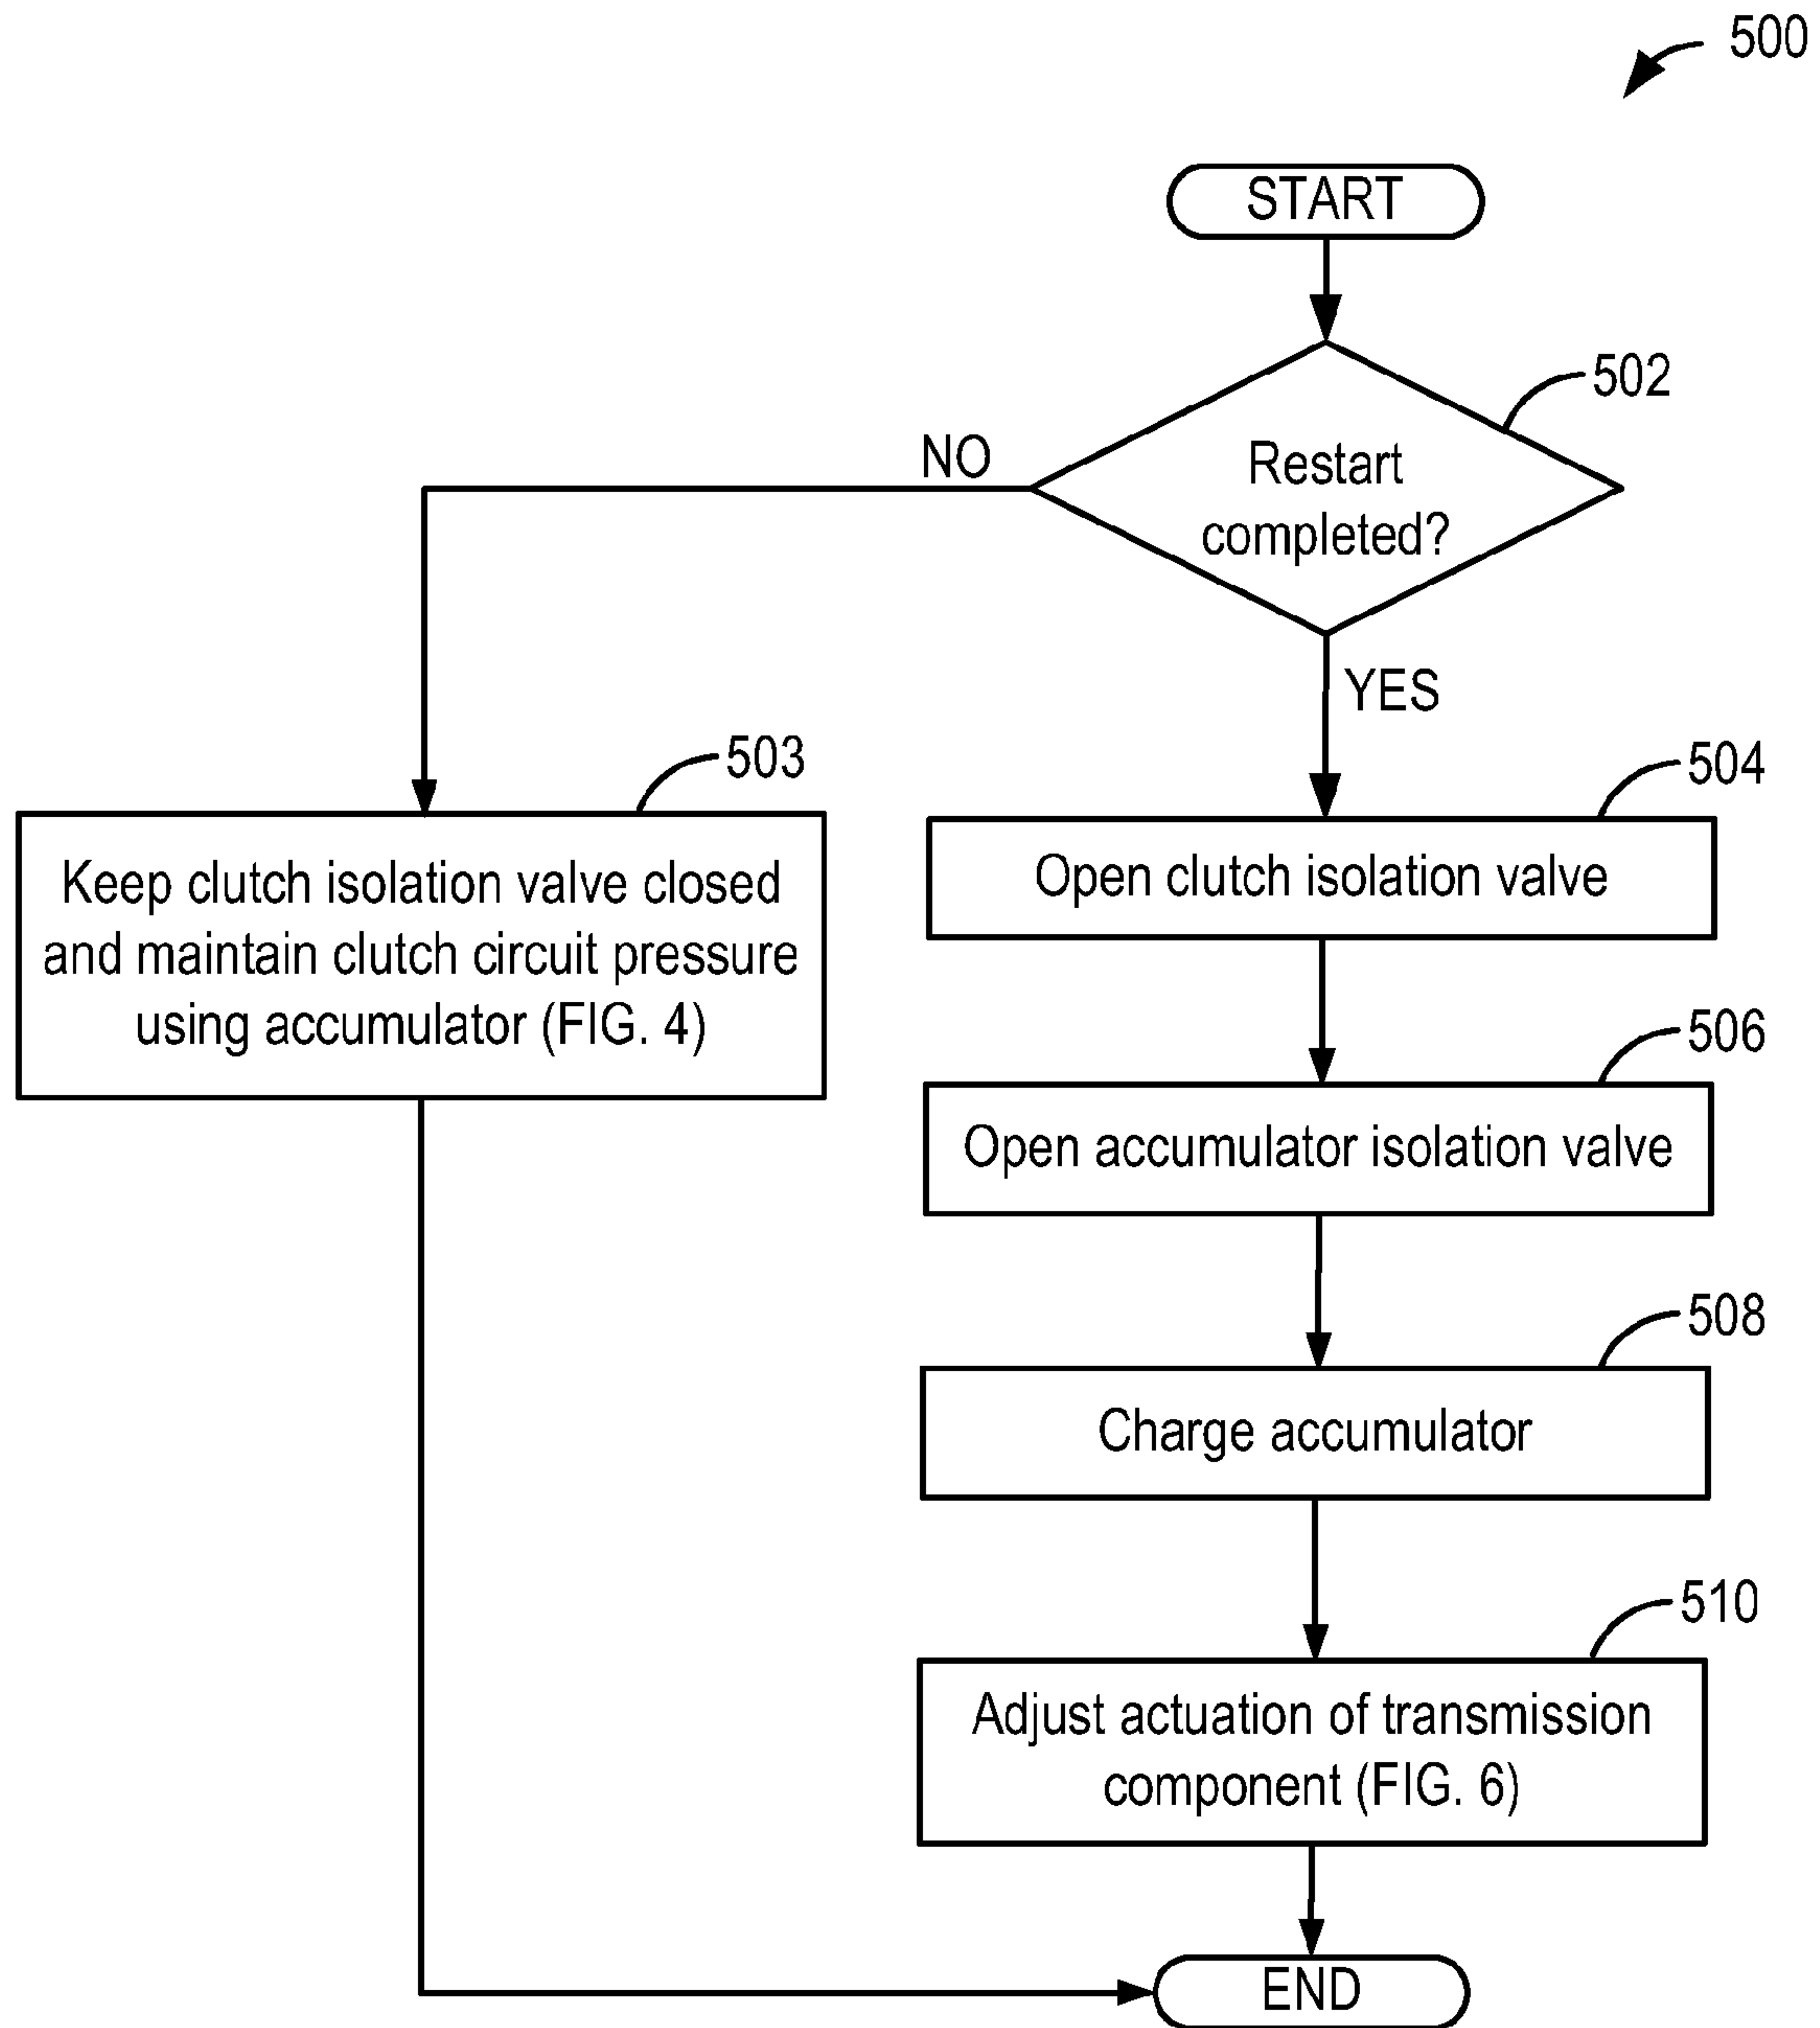 500
START
502
Restart
completed?
NO
YES
503
Keep clutch isolation valve closed
and maintain clutch circuit pressure
using accumulator (FIG. 4)
504
Open clutch isolation valve
506
Open accumulator isolation valve
508
Charge accumulator
510
Adjust actuation of transmission
component (FIG. 6)
END